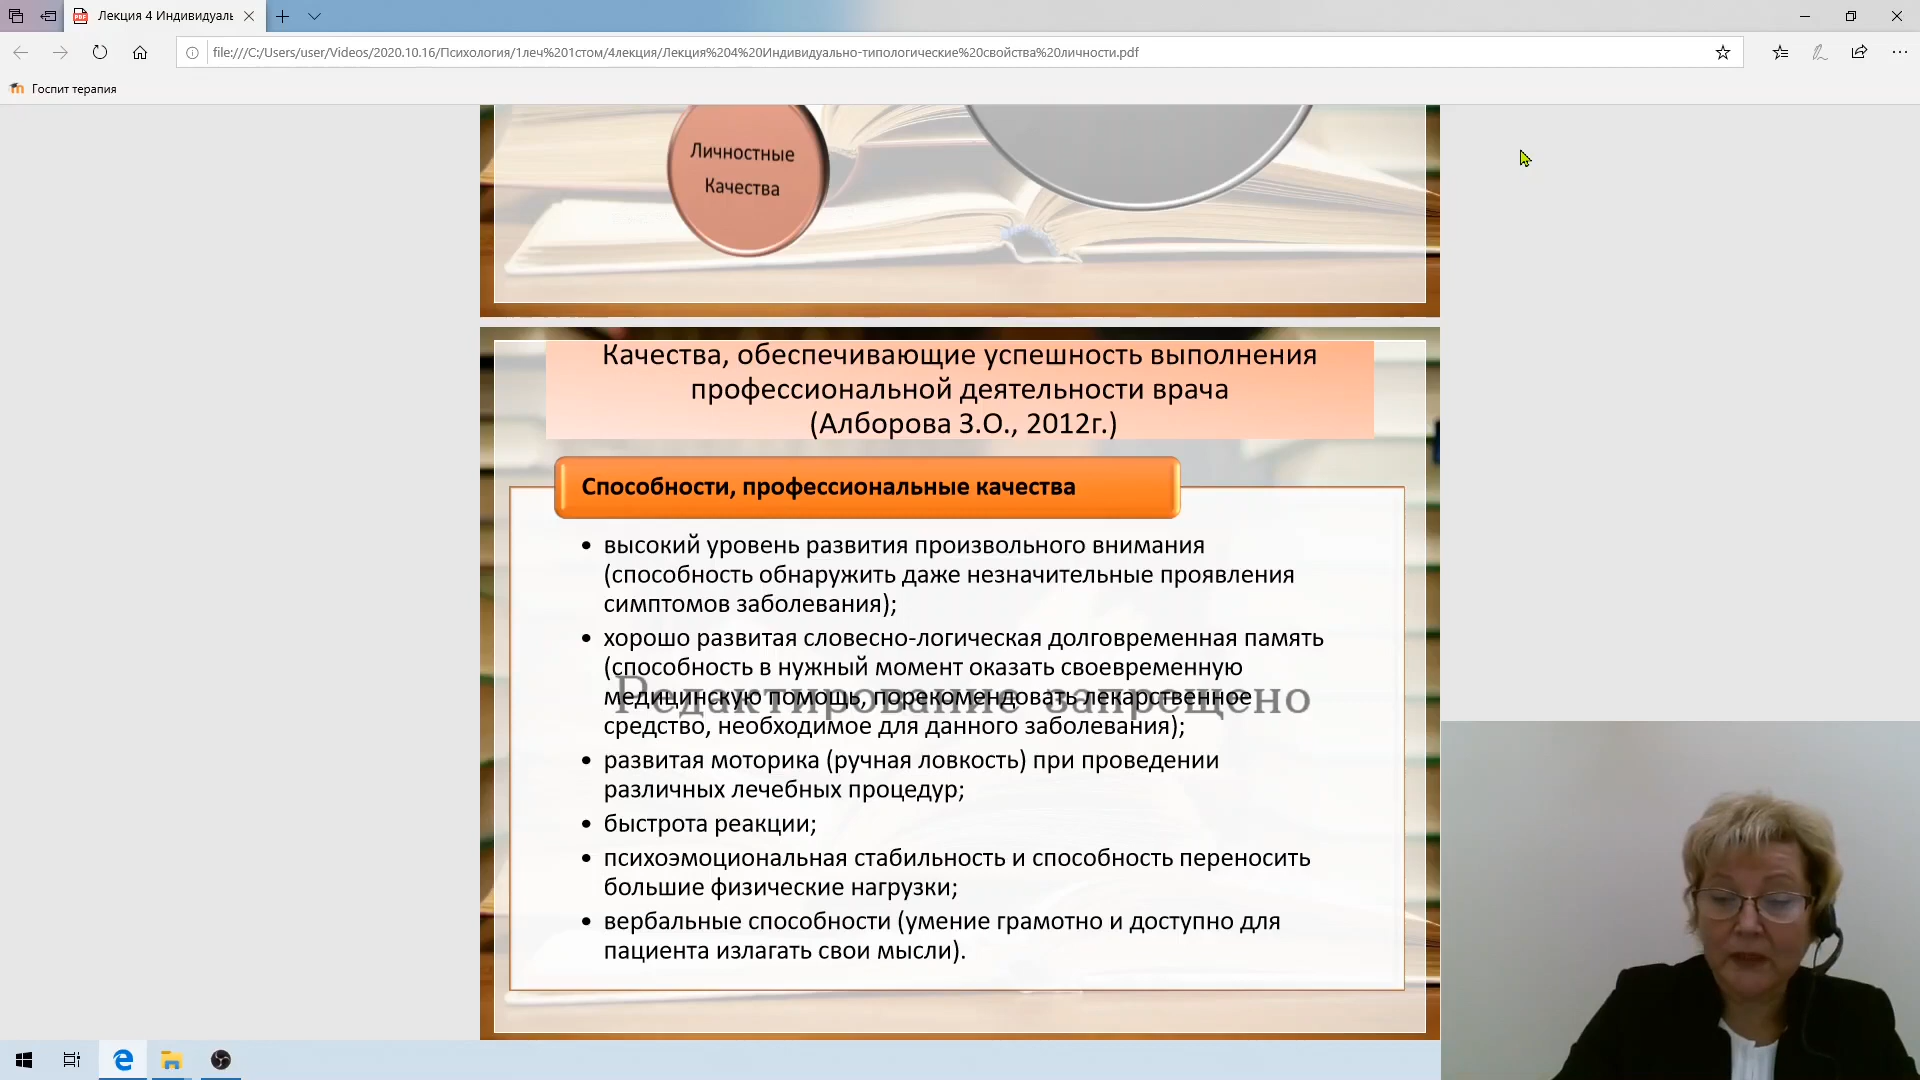 Лекция 4 Индивидуаль
file:///C:/Users/user/Videos/2020.10.16/Психология/1леч%201стом/4лекция/Лекция%204%20Индивидуально-типологические%20свойства%20личности.pdf
Госпит терапия
Личностные
Качества
Качества, обеспечивающие успешность выполнения
профессиональной деятельности врача
(Алборова З.О., 2012г.)
Способности, профессиональные качества
• высокий уровень развития произвольного внимания
(способность обнаружить даже незначительные проявления
симптомов заболевания);
• хорошо развитая словесно-логическая долговременная память
(способность в нужный момент оказать своевременную
медицинскую помощь, порекомендовать лекарственное
Редактирование запрещено
средство, необходимое для данного заболевания);
• развитая моторика (ручная ловкость) при проведении
различных лечебных процедур;
• быстрота реакции;
• психоэмоциональная стабильность и способность переносить
большие физические нагрузки;
• вербальные способности (умение грамотно и доступно для
пациента излагать свои мысли).